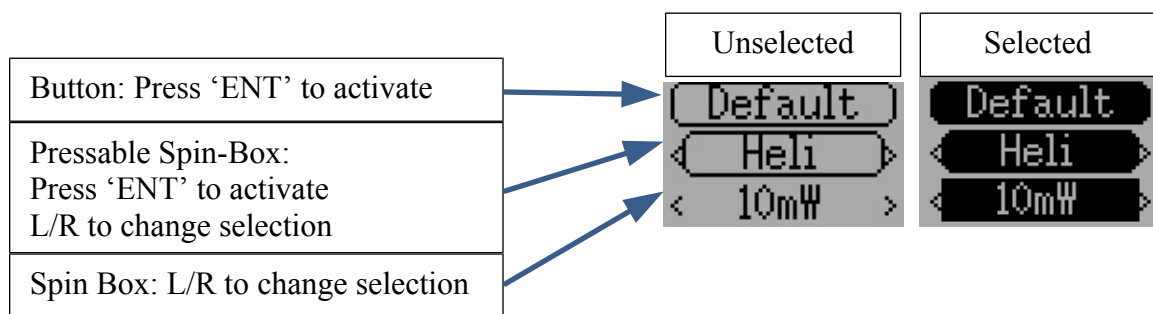 Unselected
Selected
Button: Press ‘ENT’ to activate
Default
Default
Pressable Spin-Box:
Press ‘ENT’ to activate
L/R to change selection
Heli
Heli
Spin Box: L/R to change selection
< 10mW >
< 10mW >